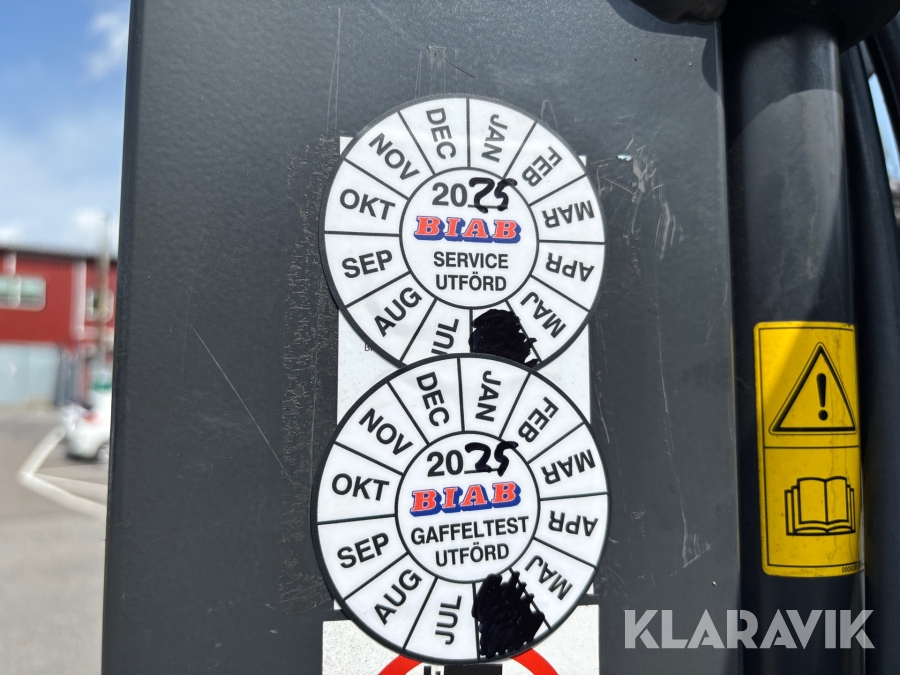 JAN
FEB
MAR
APR
MAJ
JUL
AUG
SEP
OKT
NOV
DEC
2025
BIAB
SERVICE
UTFÖRD
JAN
FEB
MAR
APR
MAJ
JUL
AUG
SEP
OKT
NOV
DEC
2025
BIAB
GAFFELTEST
UTFÖRD
KLARAVIK